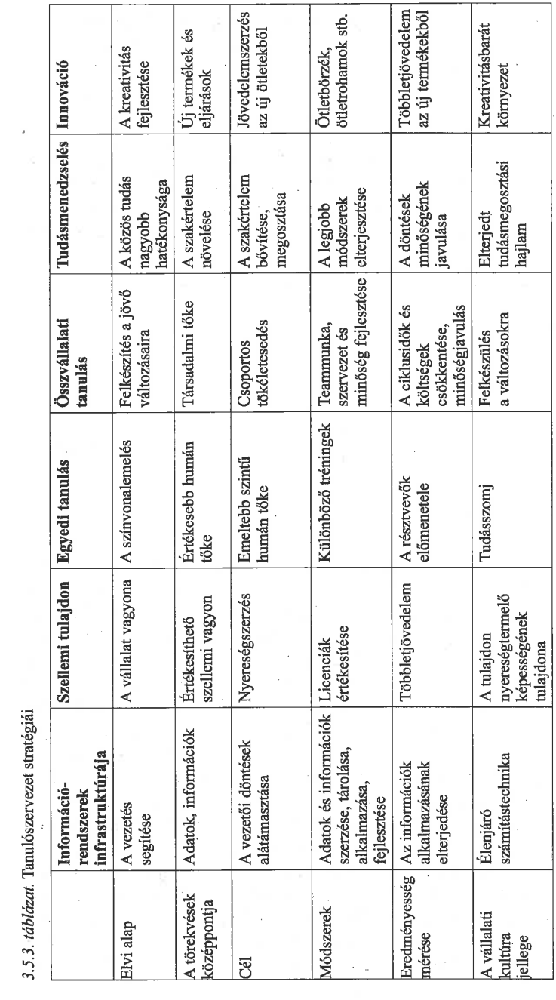 3.5.3. táblázat. Tanulószervezet stratégiái
Információ-
rendszerek
infrastruktúrája
Szellemi tulajdon
Egyedi tanulás
Összvállalati
tanulás
Tudásmenedzselés
Innováció
Elvi alap
A vezetés
segítése
A vállalat vagyona
A színvonalemelés
Felkészítés a jövő
változásaira
A közös tudás
nagyobb
hatékonysága
A kreativitás
fejlesztése
A törekvések
középpontja
Adatok, információk
Értékesíthető
szellemi vagyon
Értékesebb humán
tőke
Társadalmi tőke
A szakértelem
növelése
Új termékek és
eljárások
Cél
A vezetői döntések
alátámasztása
Nyereségszerzés
Emeltebb szintű
humán tőke
Csoportos
tökéletesedés
A szakértelem
bővítése,
megosztása
Jövedelemszerzés
az új ötletekből
Módszerek
Adatok és információk
szerzése, tárolása,
alkalmazása,
fejlesztése
Licenciák
értékesítése
Különböző tréningek
Teammunka,
szervezet és
minőség fejlesztése
A legjobb
módszerek
elterjesztése
Ötletbörzék,
ötletrohamok stb.
Eredményesség
mérése
Az információk
alkalmazásának
elterjedése
Többletjövedelem
A résztvevők
előmenetele
A ciklusidők és
költségek
csökkentése,
minőségjavulás
A döntések
minőségének
javulása
Többletjövedelem
az új termékekből
A vállalati
kultúra
jellege
Élenjáró
számítástechnika
A tulajdon
nyereségtermelő
képességének
tulajdona
Tudásszomj
Felkészülés
a változásokra
Elterjedt
tudásmegosztási
hajlam
Kreativitásbarát
környezet